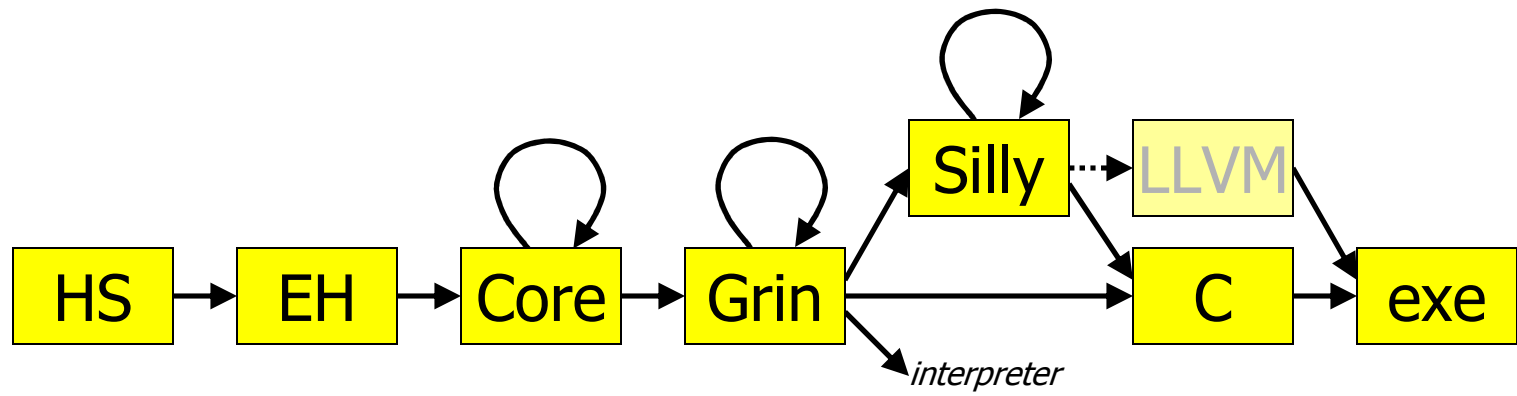 Silly
LLVM
HS
EH
Core
Grin
C
exe
interpreter